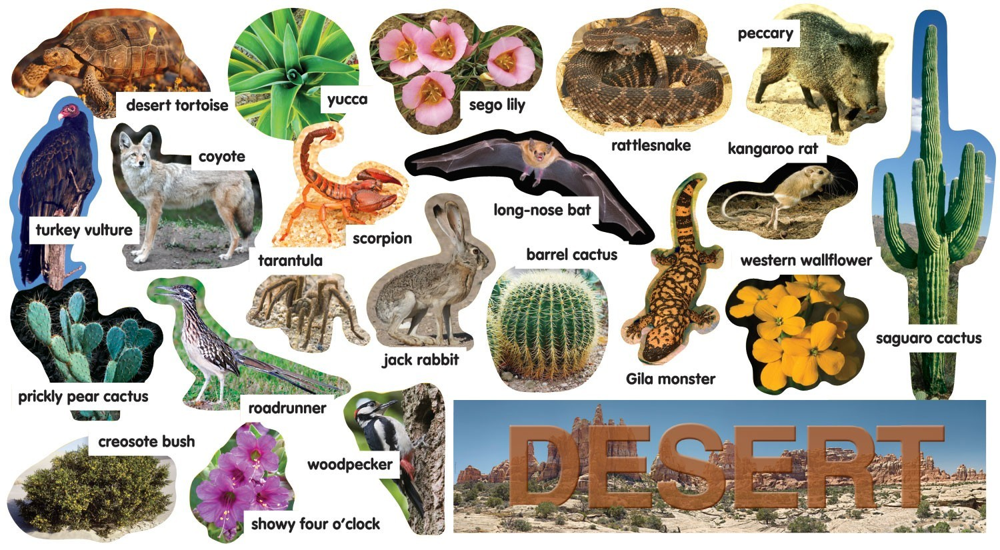 desert tortoise
yucca
sego lily
rattlesnake
peccary
kangaroo rat
coyote
turkey vulture
scorpion
long-nose bat
tarantula
barrel cactus
western wallflower
saguaro cactus
jack rabbit
Gila monster
prickly pear cactus
roadrunner
creosote bush
woodpecker
showy four o'clock
DESERT